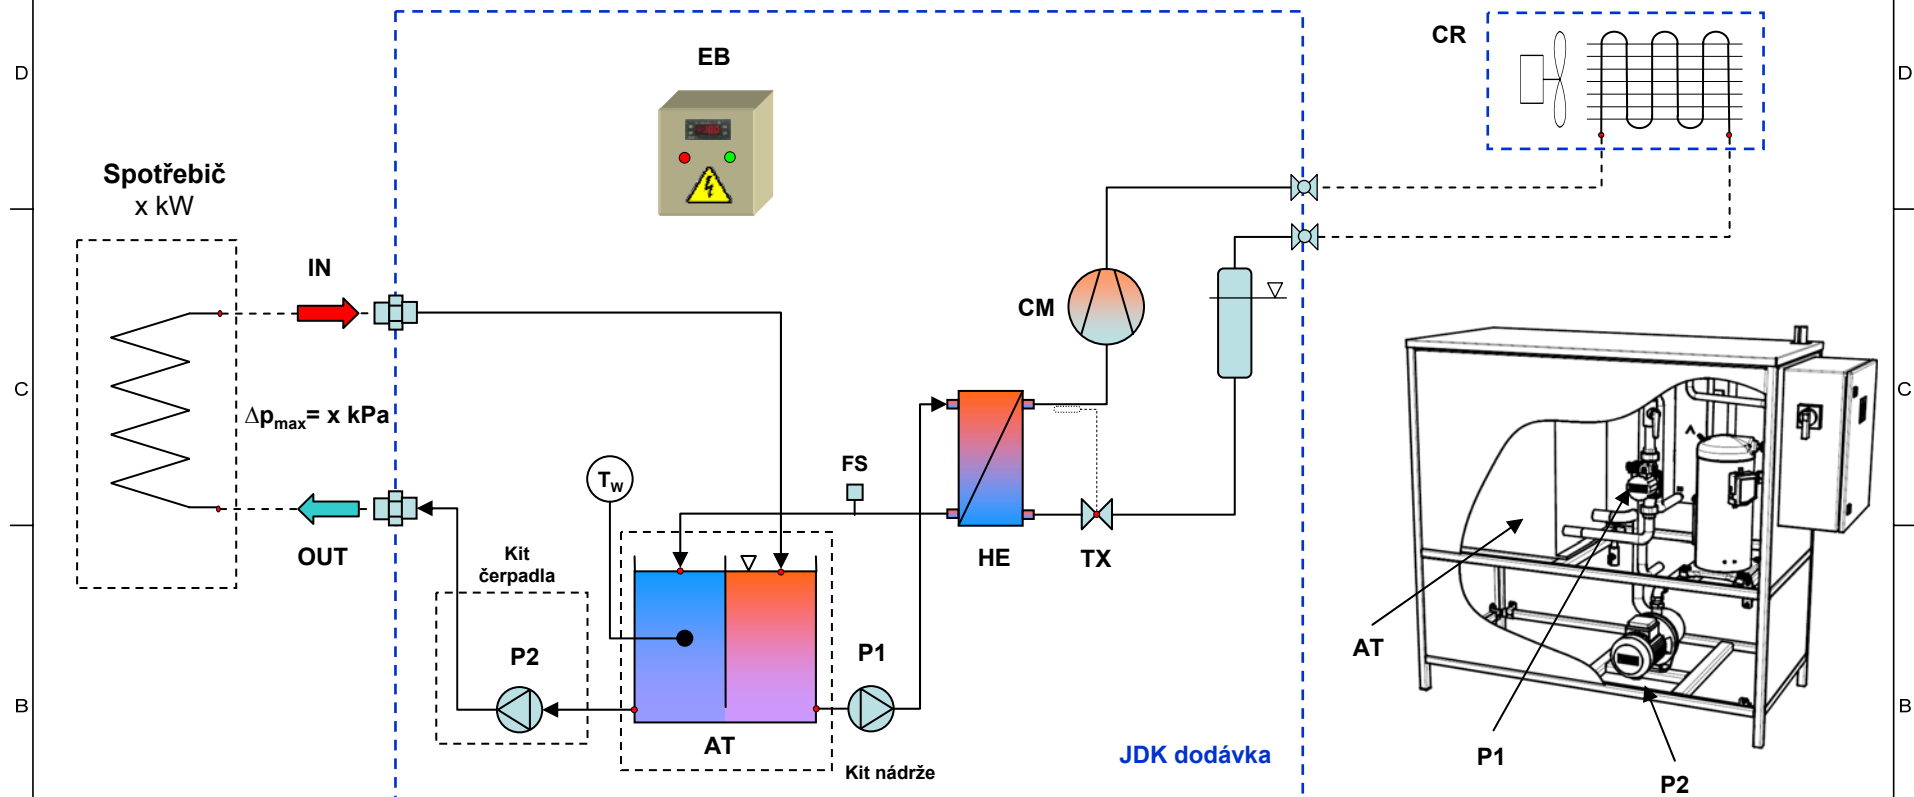 D
EB
CR
D
Spotřebič
x kW
IN
CM
C
∆pmax= x kPa
C
FS
TW
OUT
Kit
čerpadla
HE
TX
P2
P1
AT
B
AT
Kit nádrže
JDK dodávka
P1
P2
B